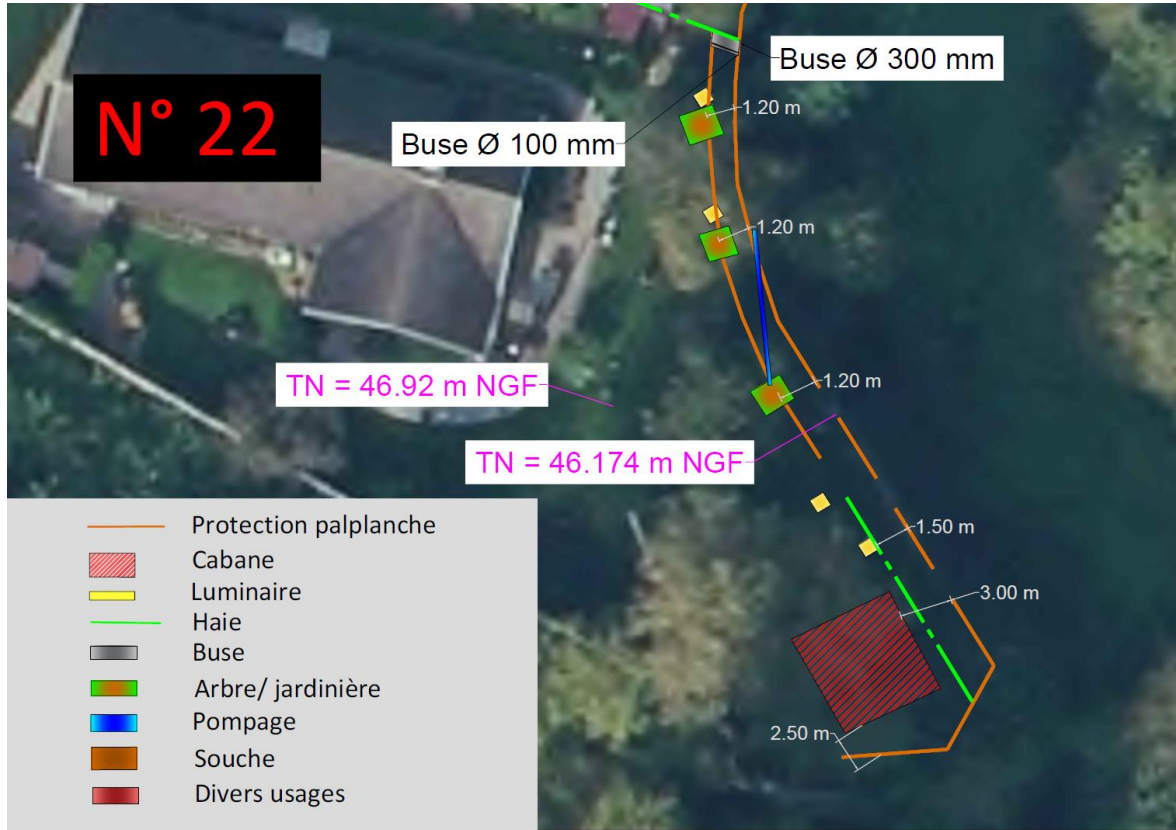 Buse Ø 300 mm
N° 22
1.20 m
Buse Ø 100 mm
1.20 m
TN = 46.92 m NGF
1.20 m
TN = 46.174 m NGF
1.50 m
3.00 m
2.50 m
Protection palplanche
Cabane
Luminaire
Haie
Buse
Arbre/ jardinière
Pompage
Souche
Divers usages